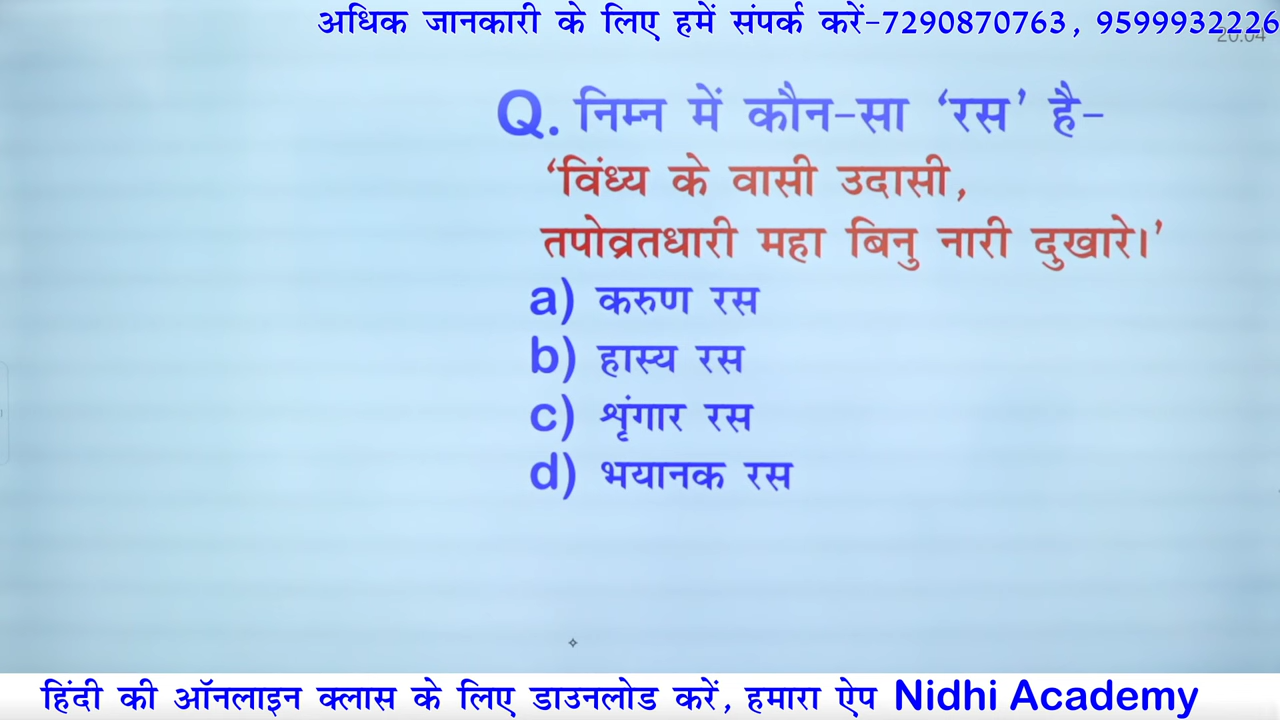 अधिक जानकारी के लिए हमें संपर्क करें-7290870763, 9599932226
20:04
Q. निम्न में कौन-सा ‘रस’ है-
‘विंध्य के वासी उदासी,
तपोव्रतधारी महा बिनु नारी दुखारे।’
a) करुण रस
b) हास्य रस
c) शृंगार रस
d) भयानक रस
हिंदी की ऑनलाइन क्लास के लिए डाउनलोड करें, हमारा ऐप Nidhi Academy